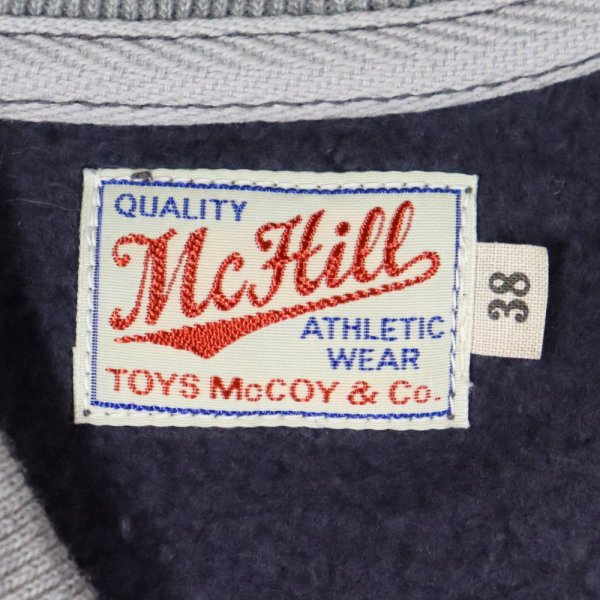 QUALITY
McHill
ATHLETIC
WEAR
TOYS McCOY & Co.
38